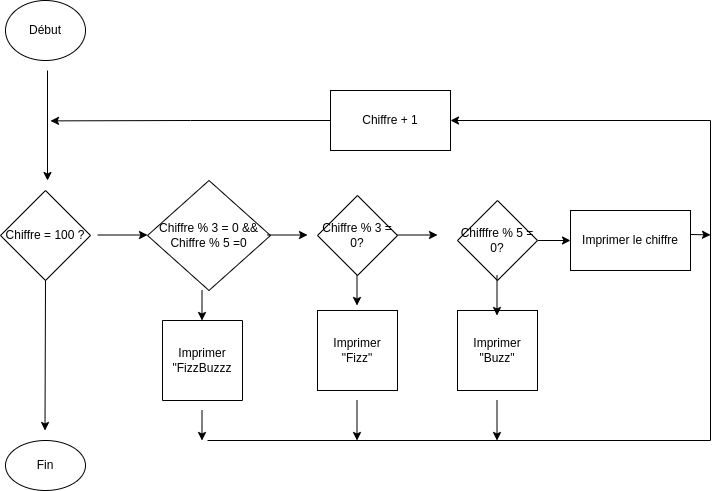 Début
Chiffre + 1
Chiffre = 100 ?
Chiffre % 3 = 0 &&
Chiffre % 5 =0
Chiffre % 3 =
0?
Chifffre % 5 =
0?
Imprimer le chiffre
Imprimer
"FizzBuzzz
Imprimer
"Fizz"
Imprimer
"Buzz"
Fin